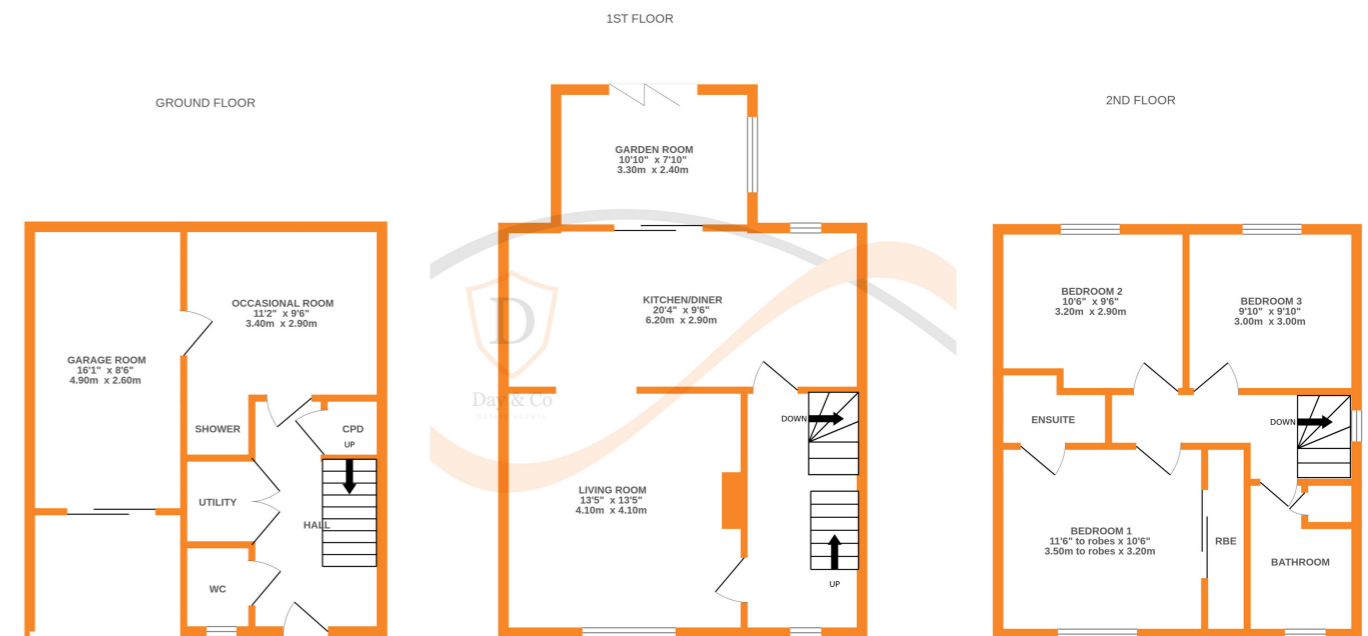 1ST FLOOR
GROUND FLOOR
2ND FLOOR
GARDEN ROOM
10'10" x 7'10"
3.30m x 2.40m
OCCASIONAL ROOM
11'2" x 9'6"
3.40m x 2.90m
GARAGE ROOM
16'1" x 8'6"
4.90m x 2.60m
SHOWER
CPD
UP
UTILITY
HALL
WC
KITCHEN/DINER
20'4" x 9'6"
6.20m x 2.90m
D
Day & Co
ESTATE AGENTS
DOWN
LIVING ROOM
13'5" x 13'5"
4.10m x 4.10m
UP
BEDROOM 2
10'6" x 9'6"
3.20m x 2.90m
BEDROOM 3
9'10" x 9'10"
3.00m x 3.00m
ENSUITE
DOWN
BEDROOM 1
11'6" to robes x 10'6"
3.50m to robes x 3.20m
RBE
BATHROOM